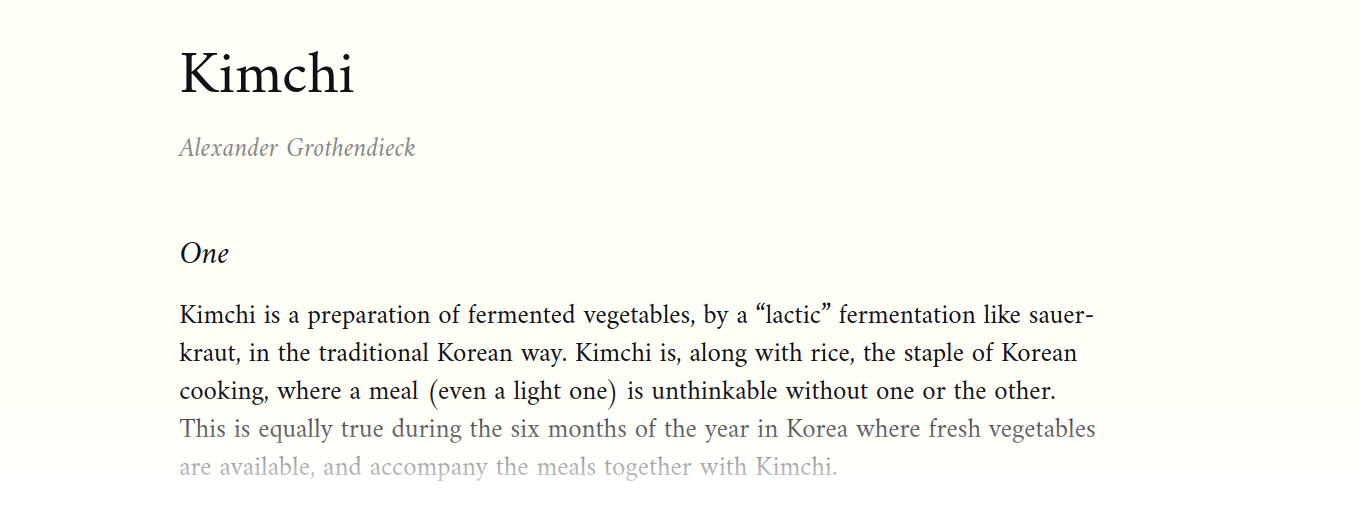 Kimchi
Alexander Grothendieck
One
Kimchi is a preparation of fermented vegetables, by a “lactic” fermentation like sauer-
kraut, in the traditional Korean way. Kimchi is, along with rice, the staple of Korean
cooking, where a meal (even a light one) is unthinkable without one or the other.
This is equally true during the six months of the year in Korea where fresh vegetables
are available, and accompany the meals together with Kimchi.